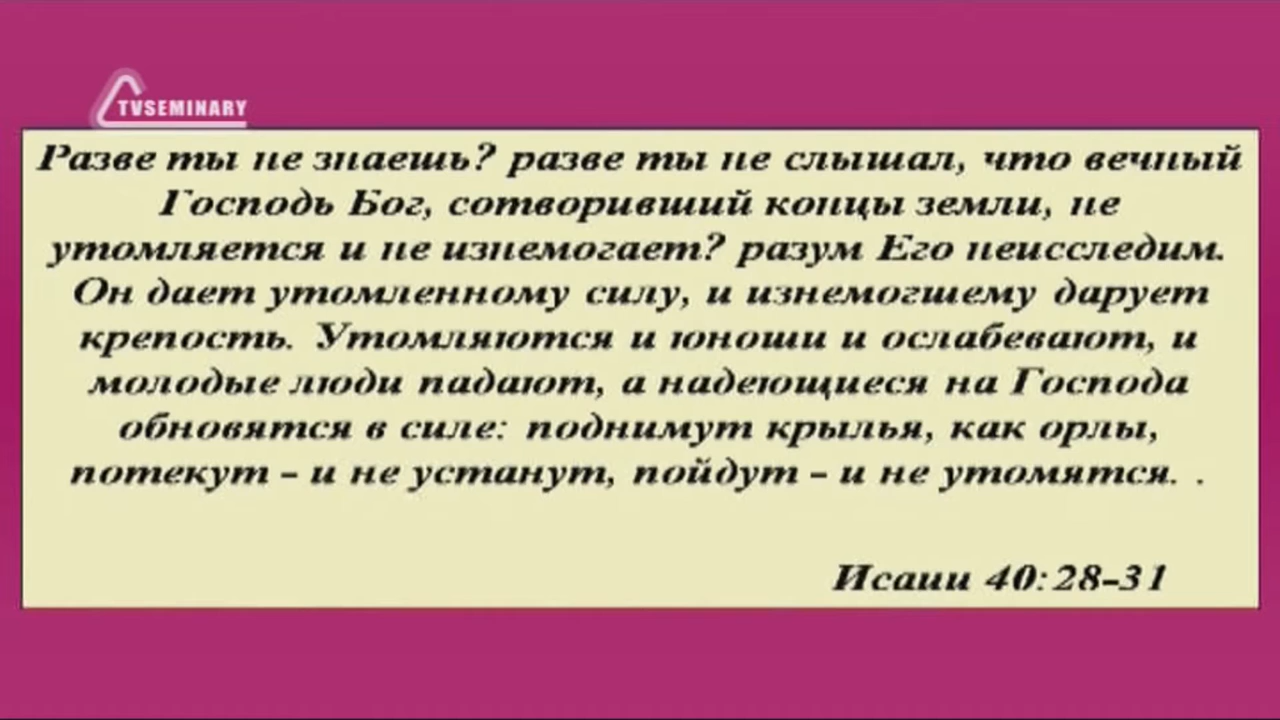 TVSEMINARY
Разве ты не знаешь? разве ты не слышал, что вечный
Господь Бог, сотворивший концы земли, не
утомляется и не изнемогает? разум Его неисследим.
Он дает утомленному силу, и изнемогшему дарует
крепость. Утомляются и юноши и ослабевают, и
молодые люди падают, а надеющиеся на Господа
обновятся в силе: поднимут крылья, как орлы,
потекут – и не устанут, пойдут – и не утомятся. .
Исаии 40:28–31